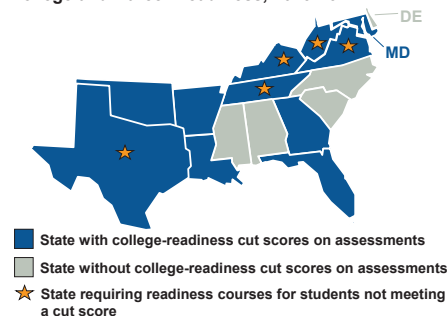 DE
MD
State with college-readiness cut scores on assessments
State without college-readiness cut scores on assessments
State requiring readiness courses for students not meeting
a cut score